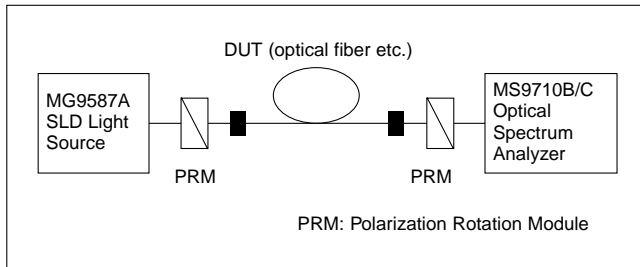 DUT (optical fiber etc.)
MG9587A
SLD Light
Source
MS9710B/C
Optical
Spectrum
Analyzer
PRM
PRM
PRM: Polarization Rotation Module